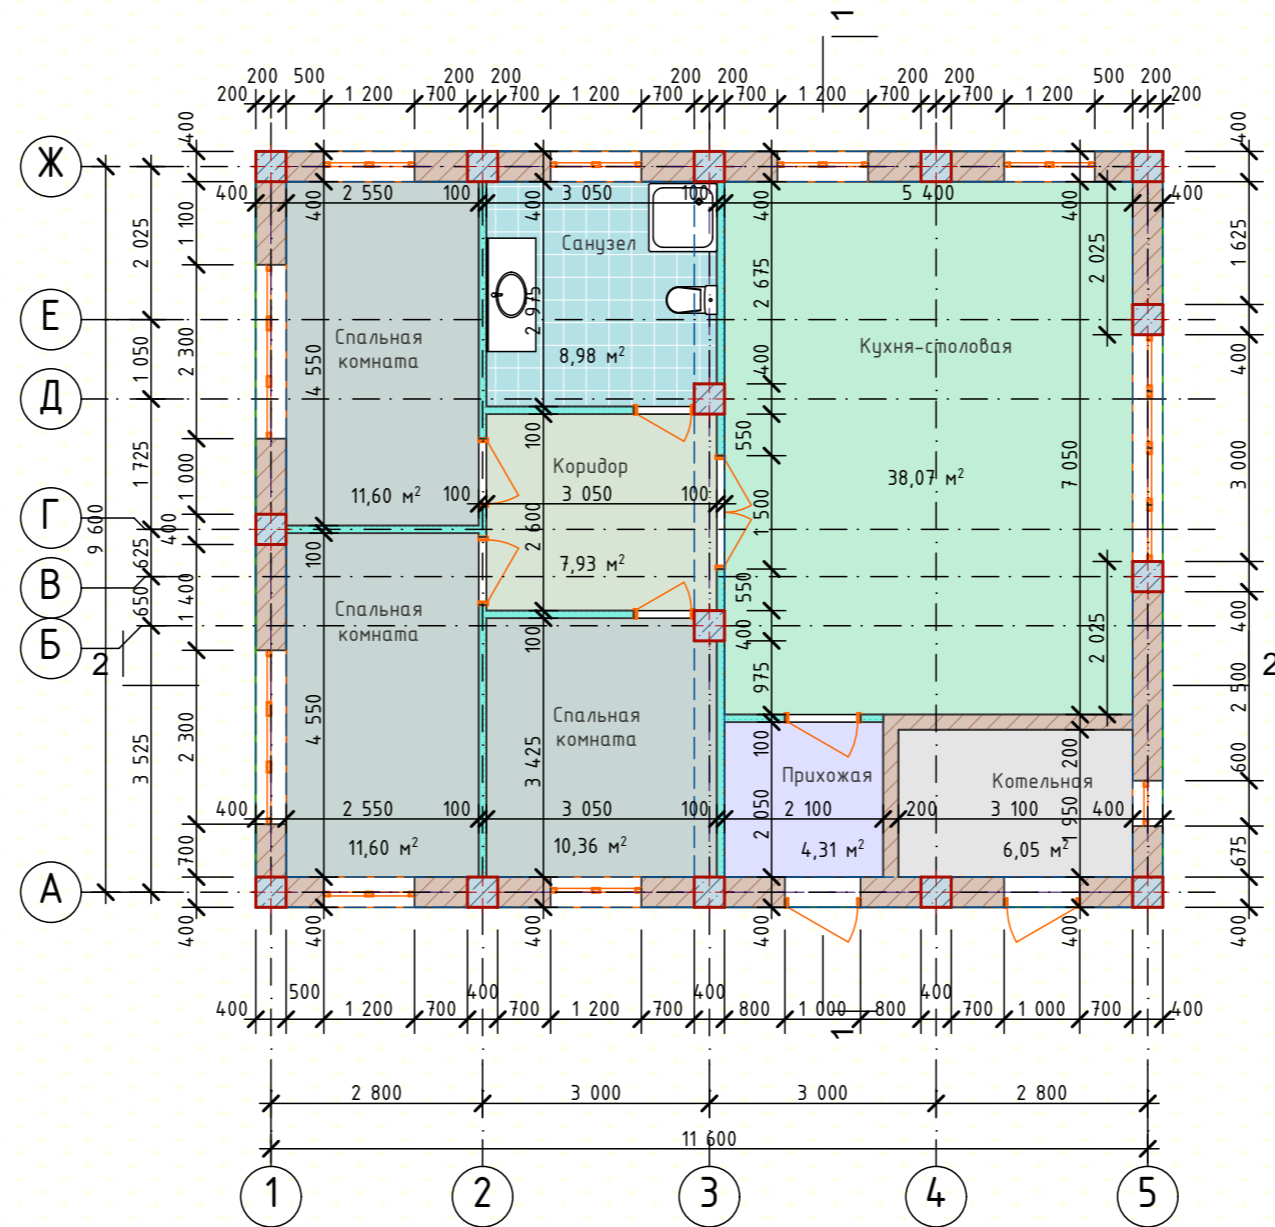 1
200 500 200 200 200 200 200 200 500 200
200 1 200 700 700 1 200 700 700 1 200 700 700 1 200 200
Ж
Е
Д
Г
В
Б
А
400
1 100
2 300
1 000
400
1 400
2 300
700
400
2 025
1 050
1 725
625
650
3 525
9 600
400 2 550 100 3 050 100 5 400 400
400 400 400 400
Санузел
2 975
8,98 м²
Спальная
комната
4 550
11,60 м²
100
Кухня-столовая
38,07 м²
2 675
400
550
1 500
550
400
975
7 050
2 025
2 025
Коридор
100 3 050 100
100
2 600
7,93 м²
100
Спальная
комната
4 550
400 2 550 100
11,60 м²
Спальная
комната
3 425
3 050 100
10,36 м²
Прихожая
100
2 050
2 100
4,31 м²
Котельная
200
200 3 100 400
1 950
6,05 м²
400 400 400 400
400
1 625
400
3 000
400
2 500
600
675
400
2 2
500 400 400 400
400 1 200 700 700 1 200 700 800 1 000 800 700 1 000 700 400
1
2 800 3 000 3 000 2 800
11 600
1 2 3 4 5